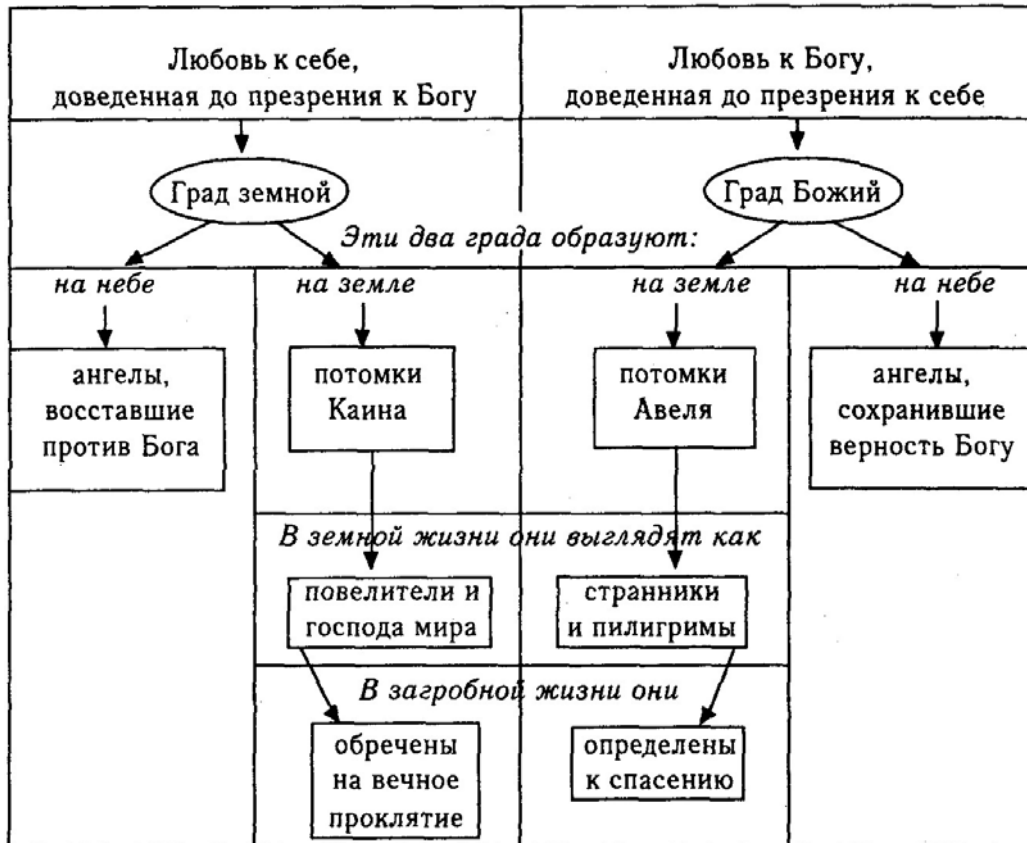 Любовь к себе,
доведенная до презрения к Богу
Любовь к Богу,
доведенная до презрения к себе
Град земной
Град Божий
Эти два града образуют:
на небе
на земле
на земле
на небе
ангелы,
восставшие
против Бога
потомки
Каина
потомки
Авеля
ангелы,
сохранившие
верность Богу
В земной жизни они выглядят как
повелители и
господа мира
странники
и пилигримы
В загробной жизни они
обречены
на вечное
проклятие
определены
к спасению